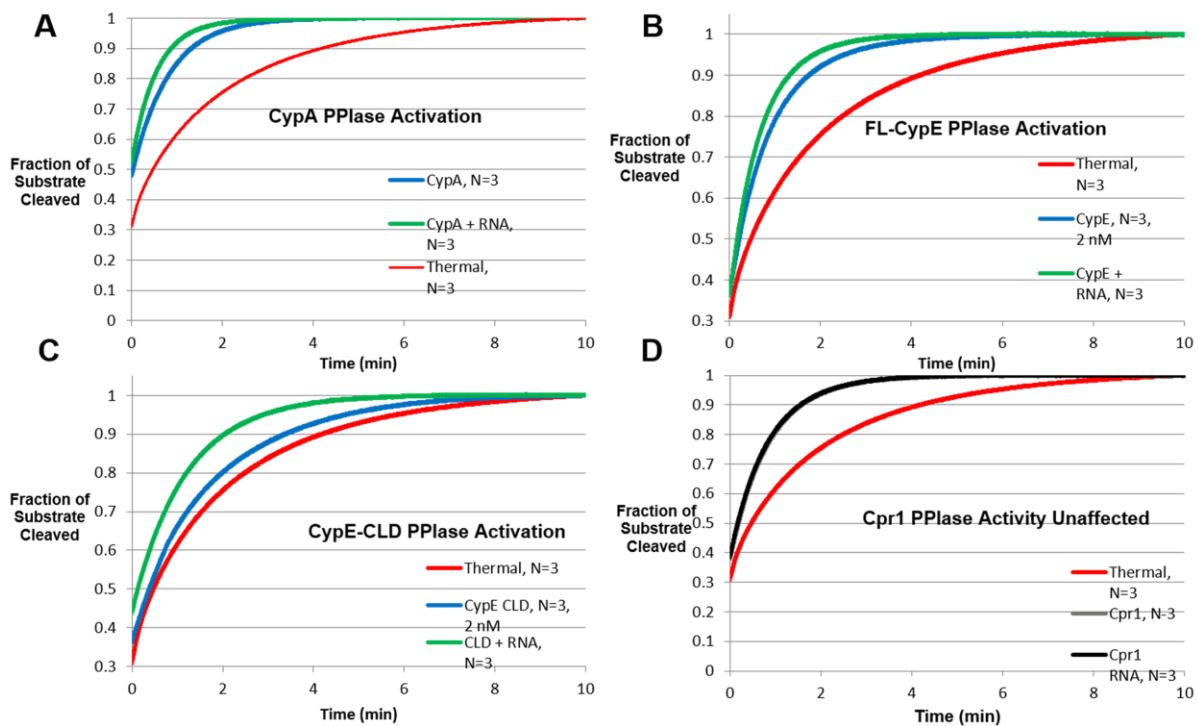 A
1
0.9
0.8
0.7
0.6
0.5
0.4
0.3
0.2
0.1
0
Fraction of
Substrate
Cleaved
CypA PPIase Activation
CypA, N=3
CypA + RNA,
N=3
Thermal,
N=3
0 2 4 6 8 10
Time (min)
B
1
0.9
0.8
0.7
0.6
0.5
0.4
0.3
Fraction of
Substrate
Cleaved
FL-CypE PPIase Activation
Thermal,
N=3
CypE, N=3,
2 nM
CypE +
RNA, N=3
0 2 4 6 8 10
Time (min)
C
1
0.9
0.8
0.7
0.6
0.5
0.4
0.3
Fraction of
Substrate
Cleaved
CypE-CLD PPIase Activation
Thermal, N=3
CypE CLD, N=3,
2 nM
CLD + RNA,
N=3
0 2 4 6 8 10
Time (min)
D
1
0.9
0.8
0.7
0.6
0.5
0.4
0.3
0.2
0.1
0
Fraction of
Substrate
Cleaved
Cpr1 PPIase Activity Unaffected
Thermal,
N=3
Cpr1, N-3
Cpr1
RNA, N=3
0 2 4 6 8 10
Time (min)